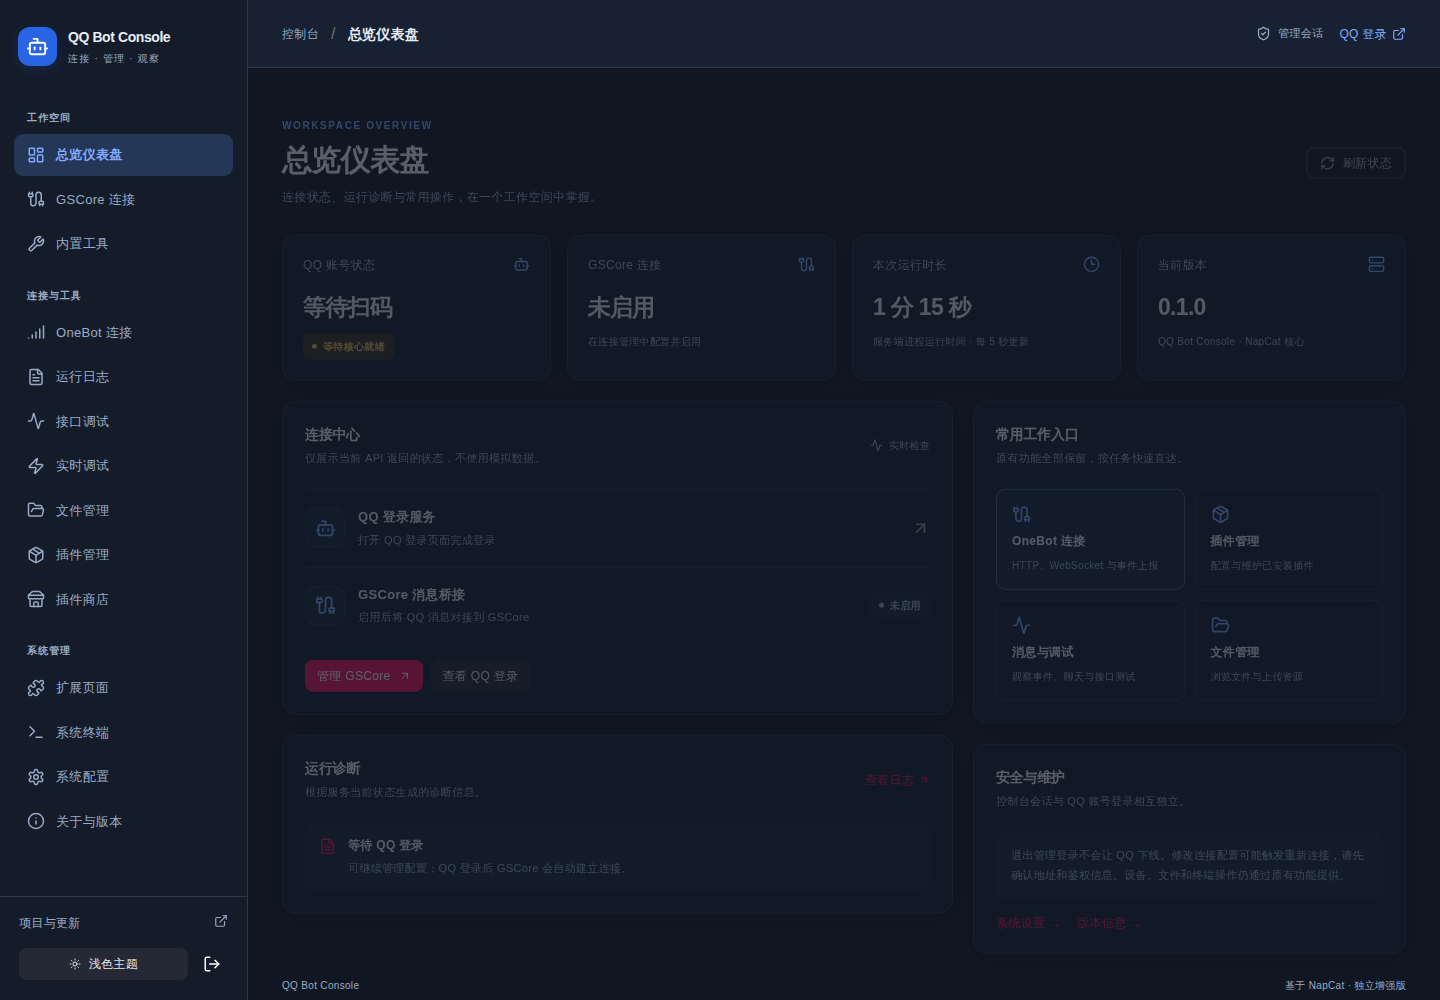 QQ Bot Console
连接 · 管理 · 观察
工作空间
总览仪表盘
GSCore 连接
内置工具
连接与工具
OneBot 连接
运行日志
接口调试
实时调试
文件管理
插件管理
插件商店
系统管理
扩展页面
系统终端
系统配置
关于与版本
项目与更新
浅色主题
控制台 / 总览仪表盘
管理会话
QQ 登录
WORKSPACE OVERVIEW
总览仪表盘
连接状态、运行诊断与常用操作，在一个工作空间中掌握。
刷新状态
QQ 账号状态
等待扫码
等待核心就绪
GSCore 连接
未启用
在连接管理中配置并启用
本次运行时长
1 分 15 秒
服务端进程运行时间 · 每 5 秒更新
当前版本
0.1.0
QQ Bot Console · NapCat 核心
连接中心
仅展示当前 API 返回的状态，不使用模拟数据。
实时检查
QQ 登录服务
打开 QQ 登录页面完成登录
GSCore 消息桥接
启用后将 QQ 消息对接到 GSCore
未启用
管理 GSCore
查看 QQ 登录
常用工作入口
原有功能全部保留，按任务快速直达。
OneBot 连接
HTTP、WebSocket 与事件上报
插件管理
配置与维护已安装插件
消息与调试
观察事件、聊天与接口测试
文件管理
浏览文件与上传资源
运行诊断
根据服务当前状态生成的诊断信息。
查看日志
等待 QQ 登录
可继续管理配置；QQ 登录后 GSCore 会自动建立连接。
安全与维护
控制台会话与 QQ 账号登录相互独立。
退出管理登录不会让 QQ 下线。修改连接配置可能触发重新连接，请先
确认地址和鉴权信息。设备、文件和终端操作仍通过原有功能提供。
系统设置 →
版本信息 →
QQ Bot Console
基于 NapCat · 独立增强版